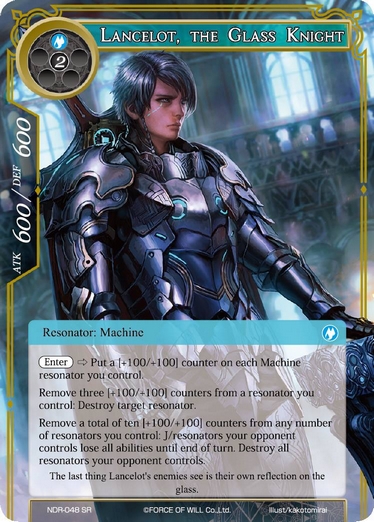 LANCELOT, THE GLASS KNIGHT
2
ATK 600 / DEF 600
Resonator: Machine
Enter ⇨ Put a [+100/+100] counter on each Machine
resonator you control.
Remove three [+100/+100] counters from a resonator you
control: Destroy target resonator.
Remove a total of ten [+100/+100] counters from any number
of resonators you control: J/resonators your opponent
controls lose all abilities until end of turn. Destroy all
resonators your opponent controls.
The last thing Lancelot's enemies see is their own reflection on the
glass.
NDR-048 SR
©FORCE OF WILL Co.,Ltd.
illust/kakotomirai